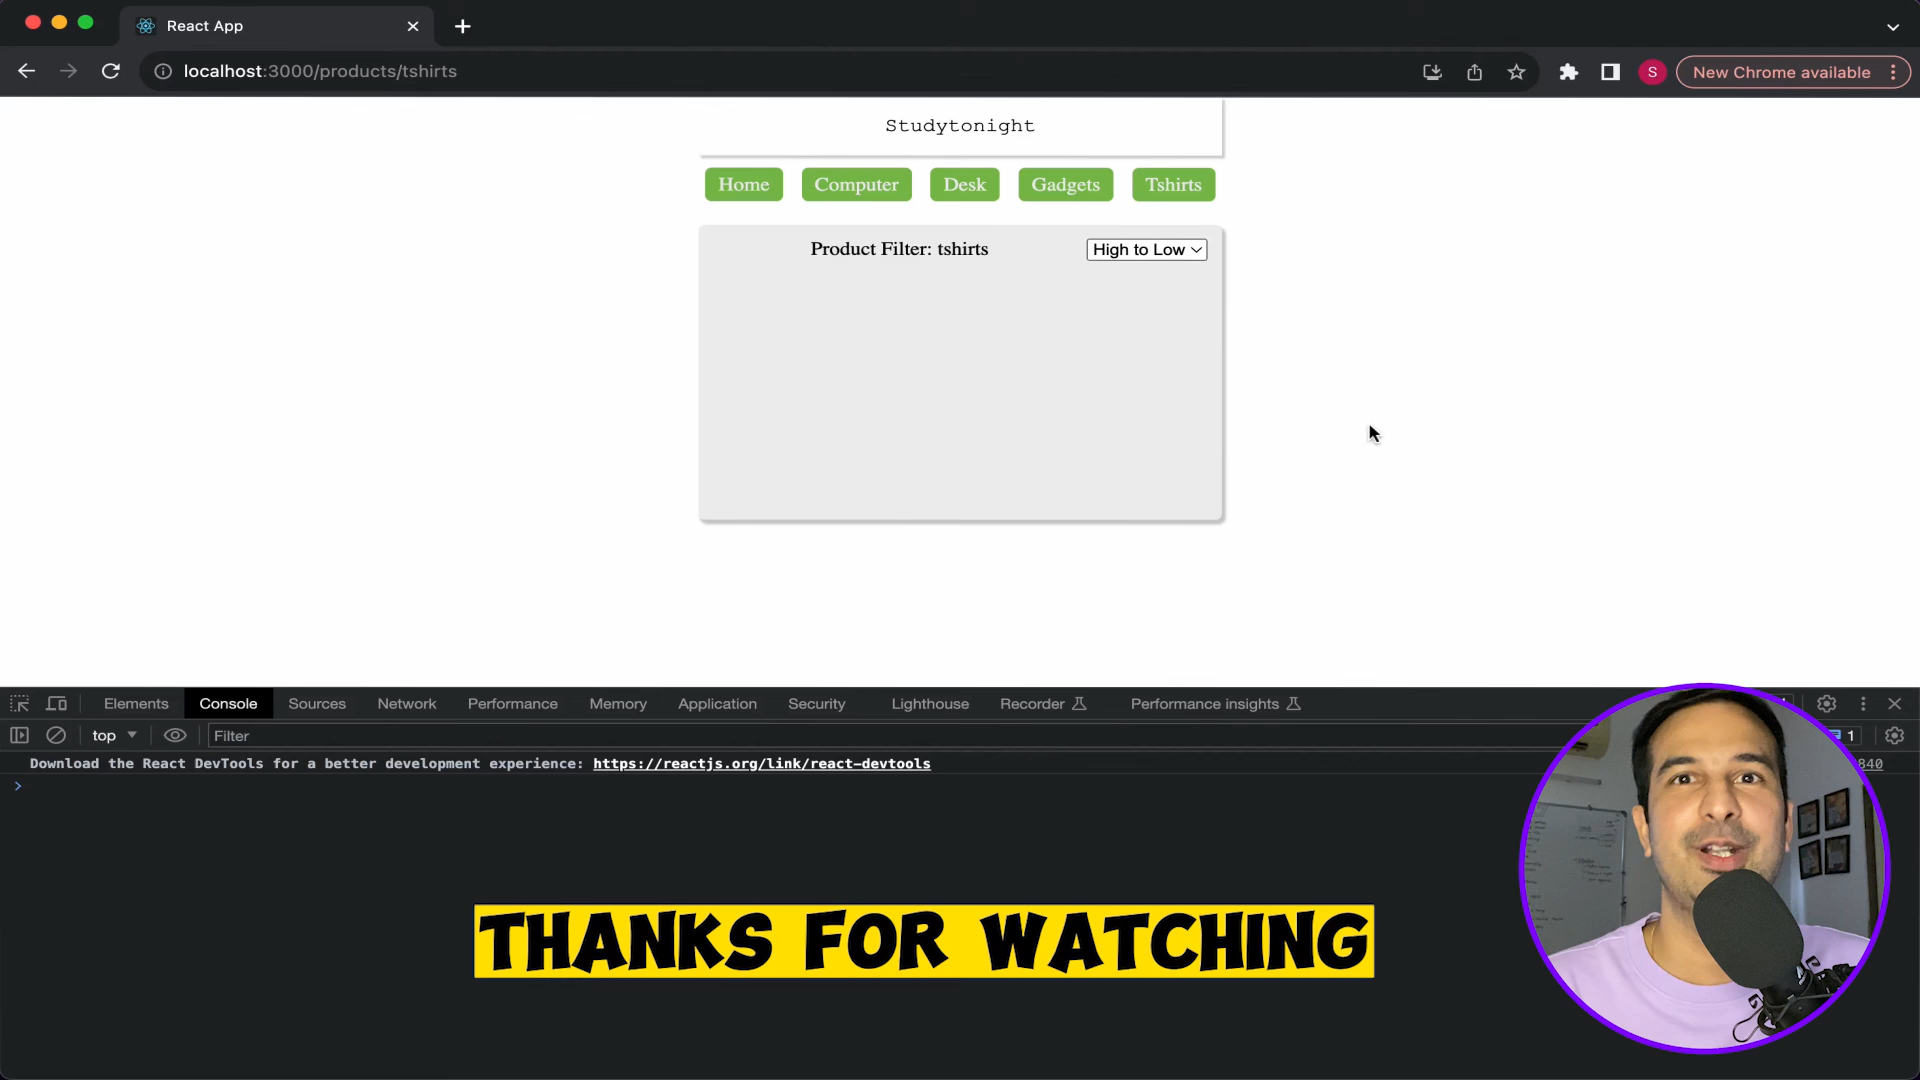 React App
localhost:3000/products/tshirts
S
New Chrome available
Studytonight
Home
Computer
Desk
Gadgets
Tshirts
Product Filter: tshirts
High to Low
Elements
Console
Sources
Network
Performance
Memory
Application
Security
Lighthouse
Recorder
Performance insights
top
Filter
1
Download the React DevTools for a better development experience: https://reactjs.org/link/react-devtools
840
THANKS FOR WATCHING